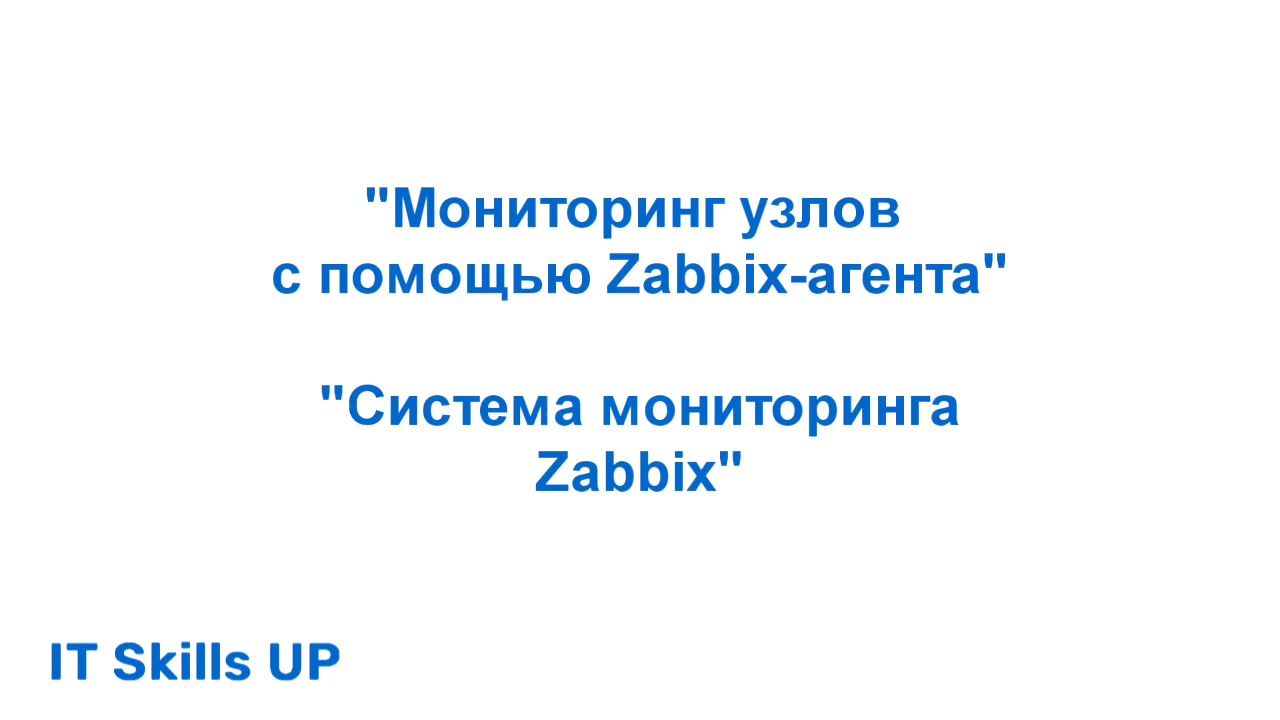 "Мониторинг узлов
с помощью Zabbix-агента"
"Система мониторинга
Zabbix"
IT Skills UP